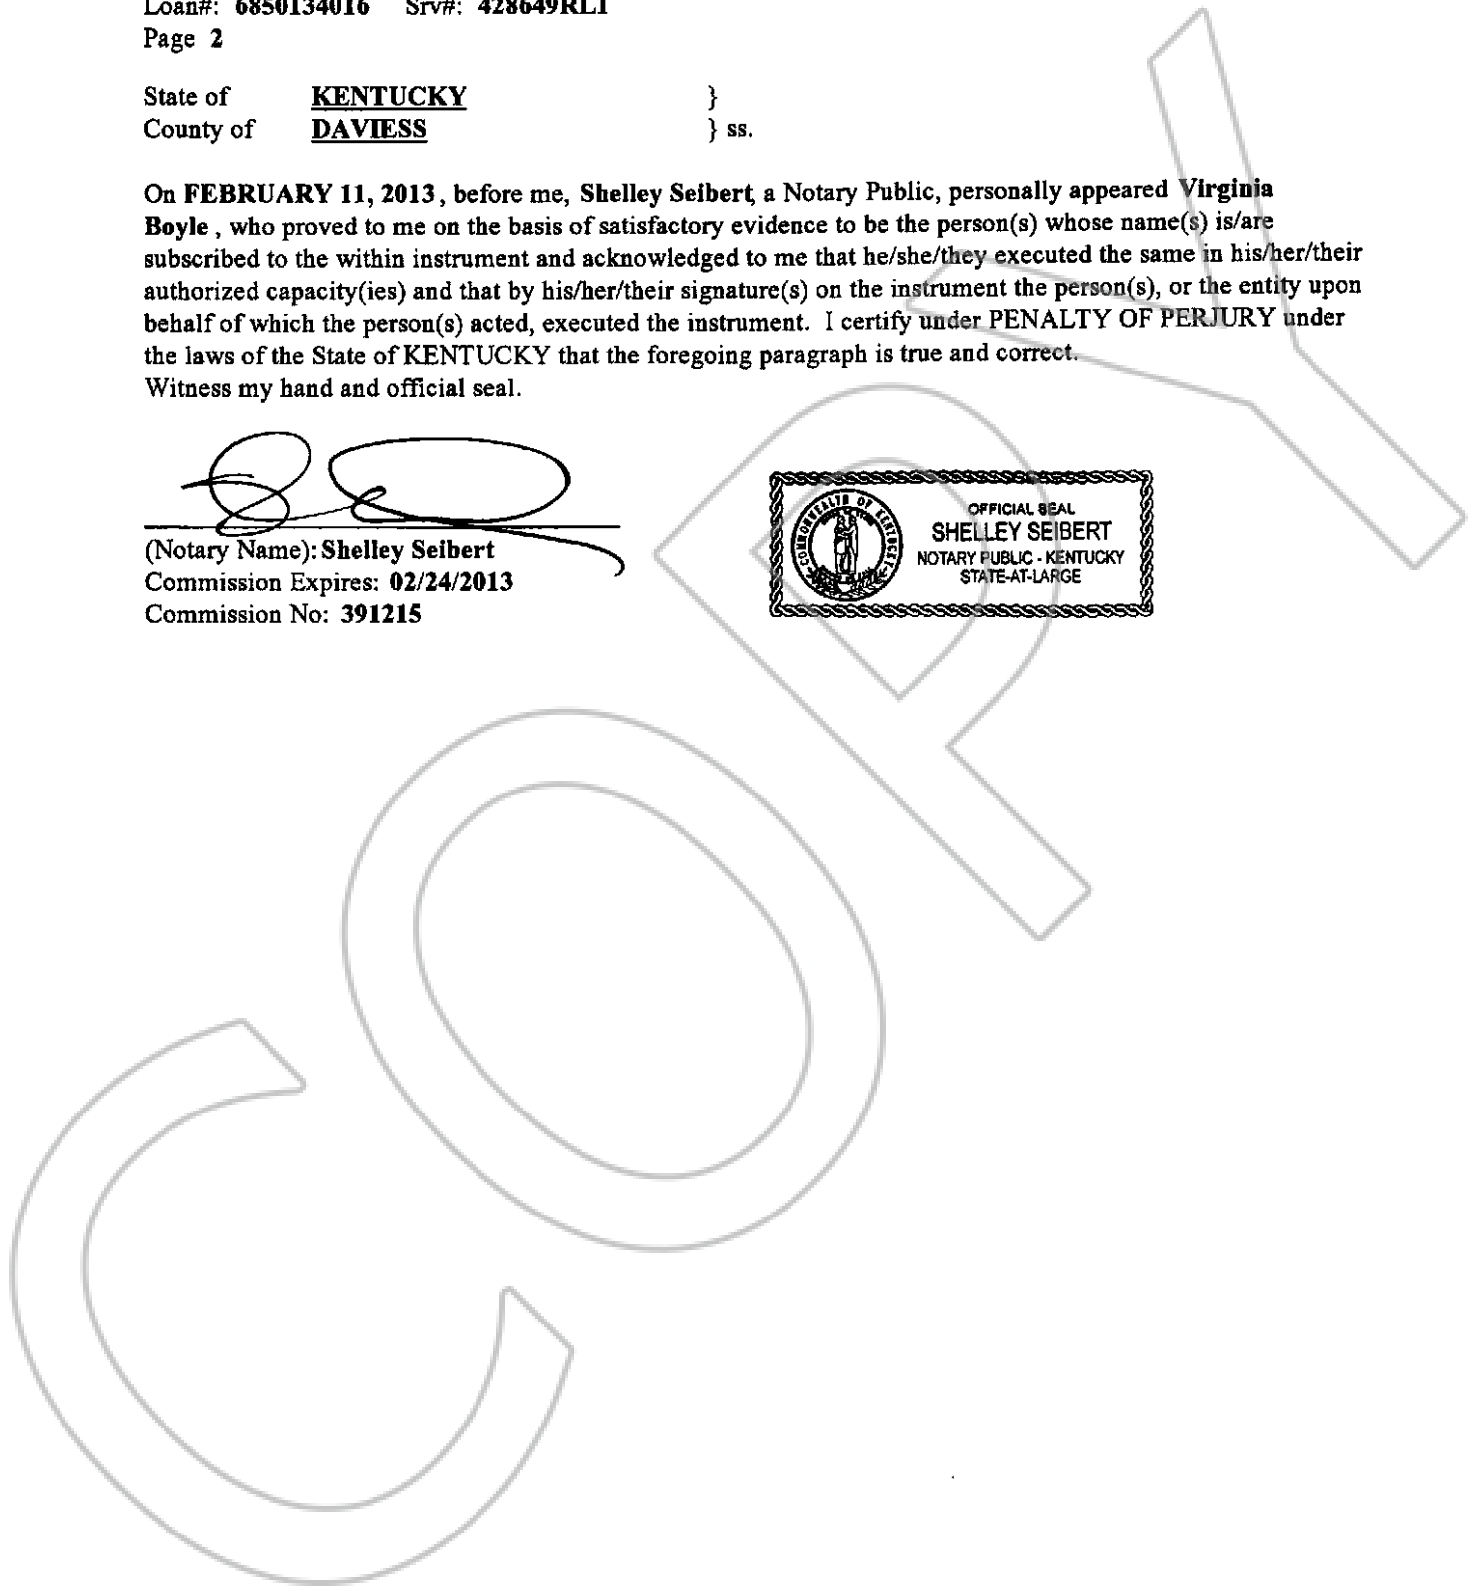 Loan#: 6850134016 Srv#: 428649RL1
Page 2
State of KENTUCKY }
County of DAVIESS } ss.
On FEBRUARY 11, 2013, before me, Shelley Seibert, a Notary Public, personally appeared Virginia
Boyle , who proved to me on the basis of satisfactory evidence to be the person(s) whose name(s) is/are
subscribed to the within instrument and acknowledged to me that he/she/they executed the same in his/her/their
authorized capacity(ies) and that by his/her/their signature(s) on the instrument the person(s), or the entity upon
behalf of which the person(s) acted, executed the instrument. I certify under PENALTY OF PERJURY under
the laws of the State of KENTUCKY that the foregoing paragraph is true and correct.
Witness my hand and official seal.
(Notary Name): Shelley Seibert
Commission Expires: 02/24/2013
Commission No: 391215
COMMONWEALTH OF KENTUCKY
OFFICIAL SEAL
SHELLEY SEIBERT
NOTARY PUBLIC - KENTUCKY
STATE-AT-LARGE
COPY